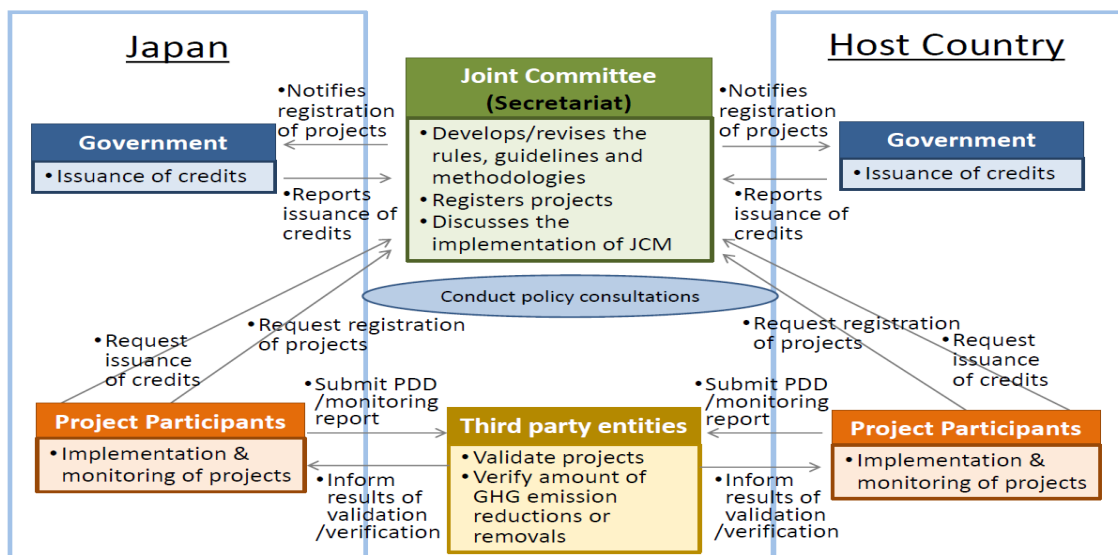 Japan
Host Country
Joint Committee
(Secretariat)
• Develops/revises the
rules, guidelines and
methodologies
• Registers projects
• Discusses the
implementation of JCM
•Notifies
registration
of projects
•Notifies
registration
of projects
Government
• Issuance of credits
Government
• Issuance of credits
•Reports
issuance of
credits
•Reports
issuance of
credits
Conduct policy consultations
•Request registration
of projects
•Request registration
of projects
•Request
issuance
of credits
•Request
issuance
of credits
•Submit PDD
/monitoring
report
•Submit PDD
/monitoring
report
Project Participants
• Implementation &
monitoring of projects
Third party entities
• Validate projects
• Verify amount of
GHG emission
reductions or
removals
Project Participants
• Implementation &
monitoring of projects
•Inform
results of
validation
/verification
•Inform
results of
validation
/verification